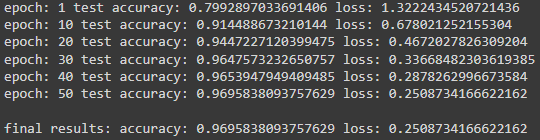 epoch: 1 test accuracy: 0.7992897033691406 loss: 1.3222434520721436
epoch: 10 test accuracy: 0.914488673210144 loss: 0.678021252155304
epoch: 20 test accuracy: 0.9447227120399475 loss: 0.4672027826309204
epoch: 30 test accuracy: 0.9647573232650757 loss: 0.33668482303619385
epoch: 40 test accuracy: 0.9653947949409485 loss: 0.2878262996673584
epoch: 50 test accuracy: 0.9695838093757629 loss: 0.2508734166622162
final results: accuracy: 0.9695838093757629 loss: 0.2508734166622162